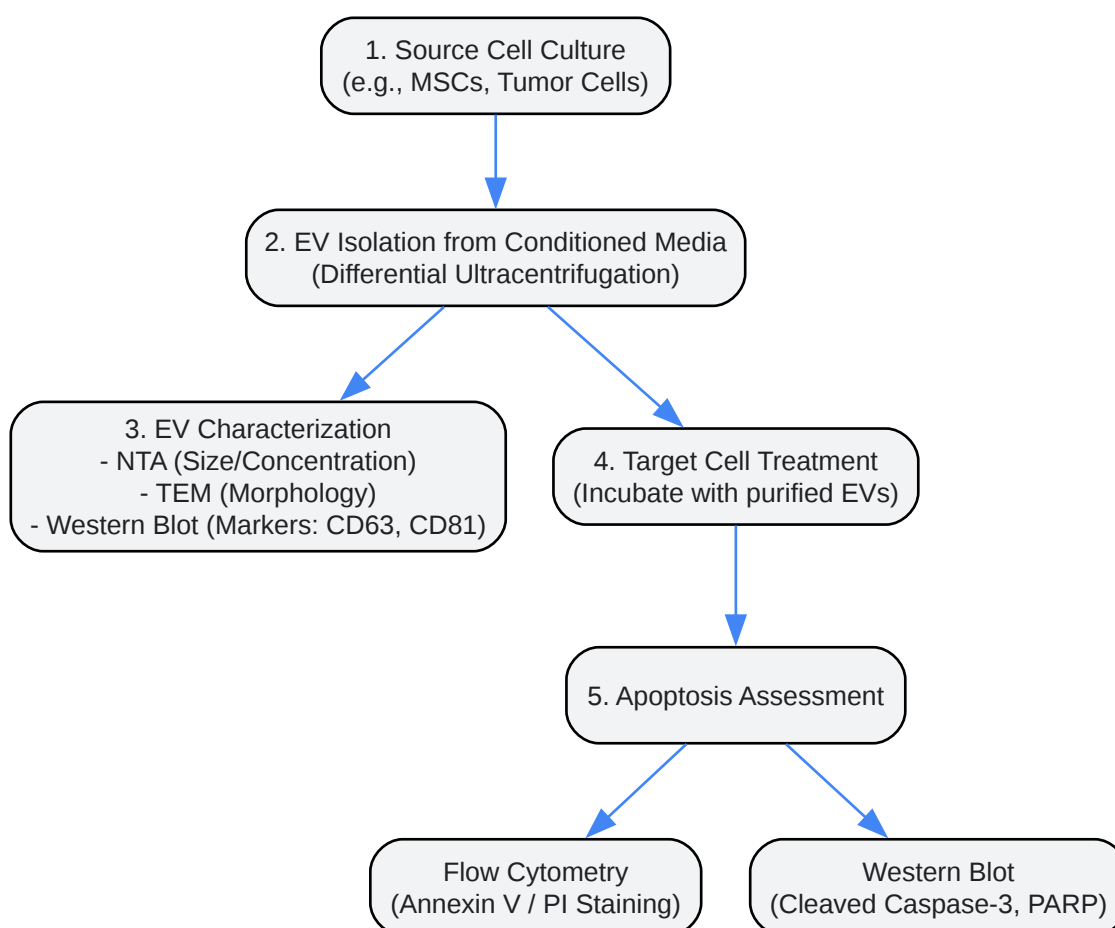 1. Source Cell Culture
(e.g., MSCs, Tumor Cells)
2. EV Isolation from Conditioned Media
(Differential Ultracentrifugation)
3. EV Characterization
- NTA (Size/Concentration)
- TEM (Morphology)
- Western Blot (Markers: CD63, CD81)
4. Target Cell Treatment
(Incubate with purified EVs)
5. Apoptosis Assessment
Flow Cytometry
(Annexin V / PI Staining)
Western Blot
(Cleaved Caspase-3, PARP)